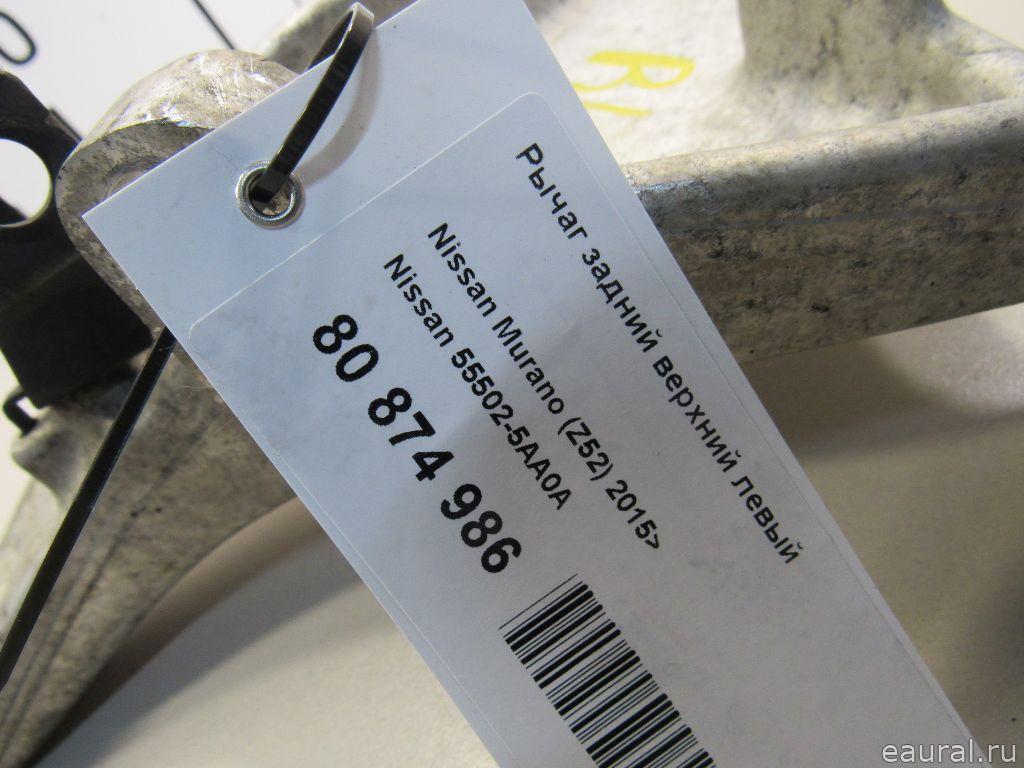 Рычаг задний верхний левый
Nissan Murano (Z52) 2015>
Nissan 55502-5AA0A
80 874 986
eaural.ru